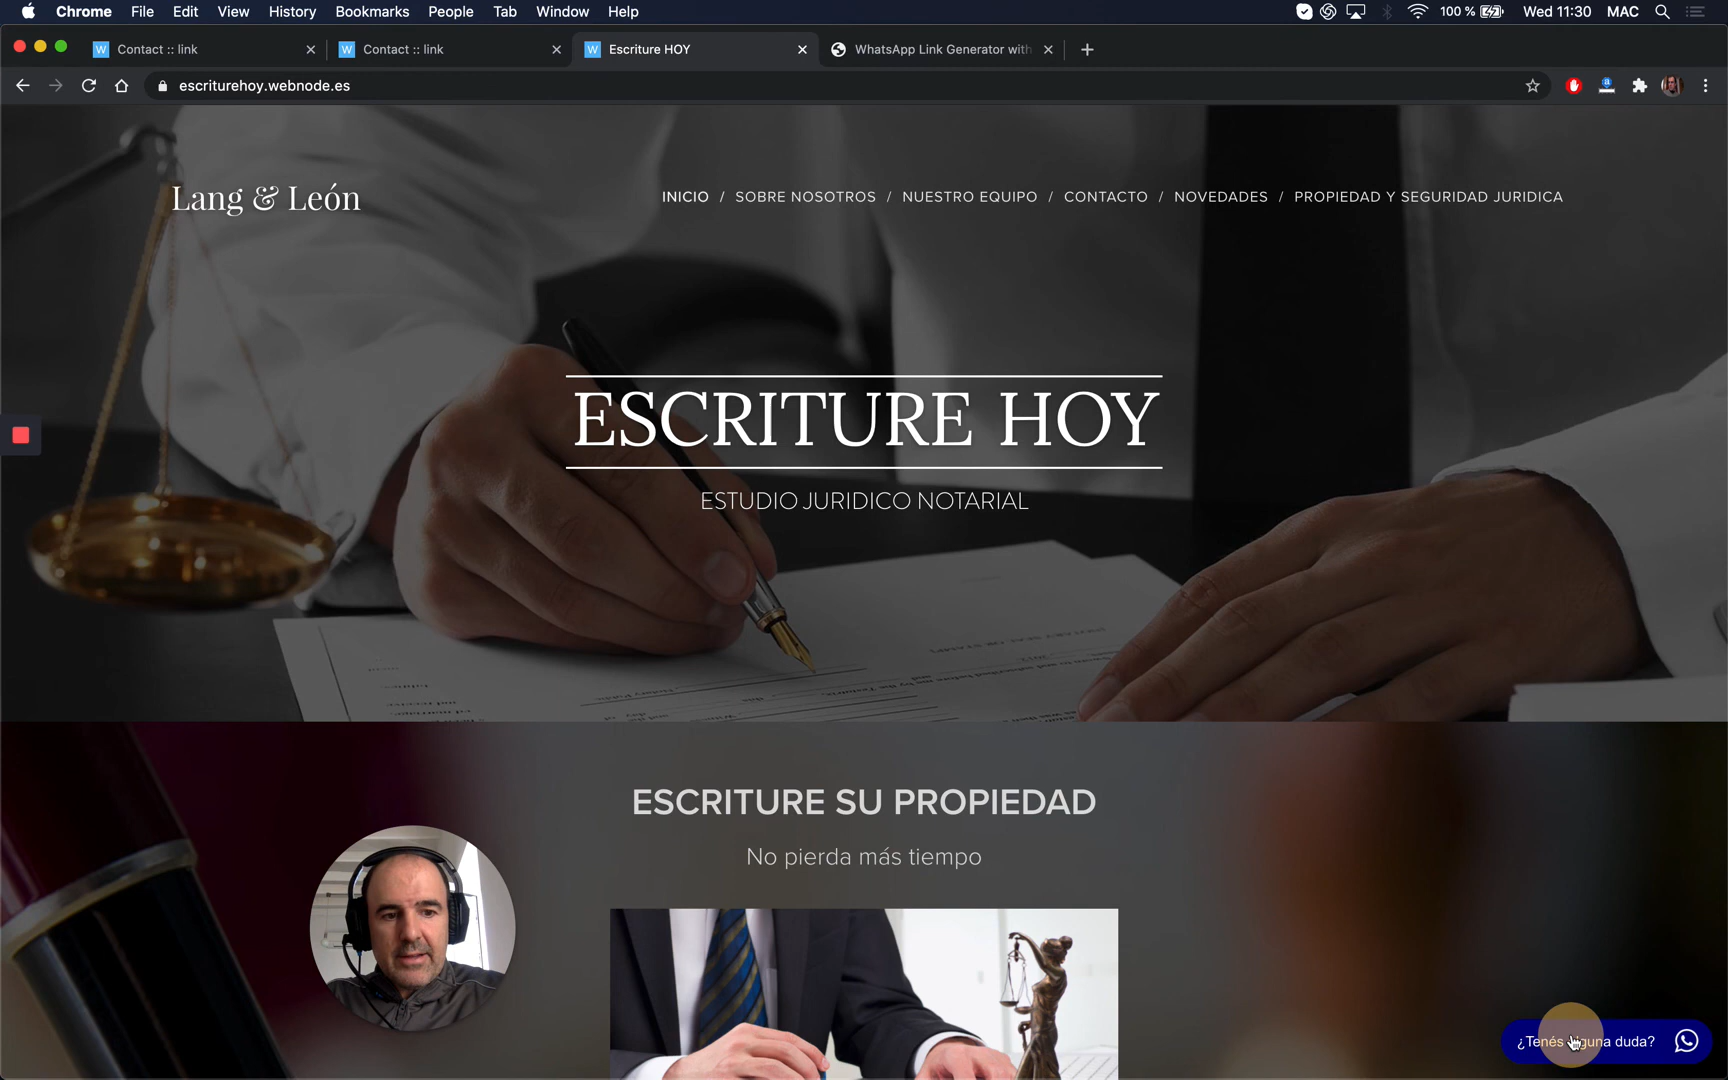 Chrome File Edit View History Bookmarks People Tab Window Help 100 % Wed 11:30 MAC
W Contact :: link W Contact :: link W Escriture HOY WhatsApp Link Generator with
escriturehoy.webnode.es
Lang & León
INICIO / SOBRE NOSOTROS / NUESTRO EQUIPO / CONTACTO / NOVEDADES / PROPIEDAD Y SEGURIDAD JURIDICA
ESCRITURE HOY
ESTUDIO JURIDICO NOTARIAL
ESCRITURE SU PROPIEDAD
No pierda más tiempo
¿Tenés alguna duda?